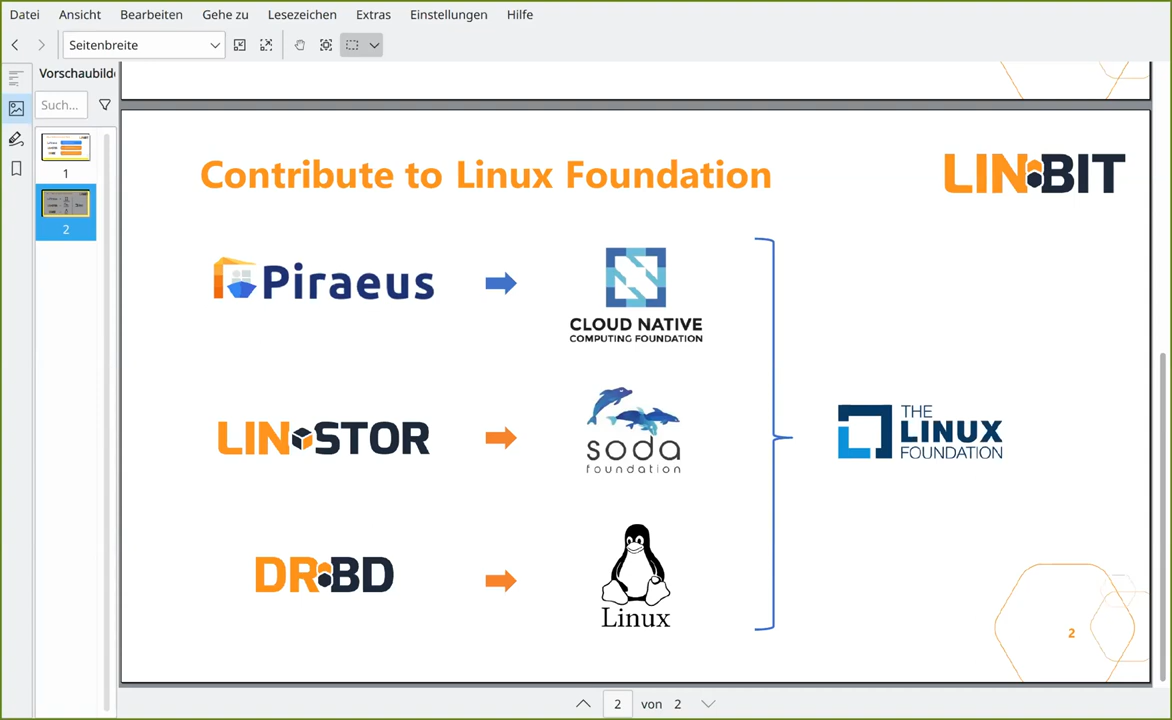 Datei Ansicht Bearbeiten Gehe zu Lesezeichen Extras Einstellungen Hilfe
Seitenbreite
Vorschaubild
Such...
1
2
Contribute to Linux Foundation
LINBIT
Piraeus
CLOUD NATIVE
COMPUTING FOUNDATION
LINSTOR
soda
foundation
THE
LINUX
FOUNDATION
DRBD
Linux
2
2 von 2